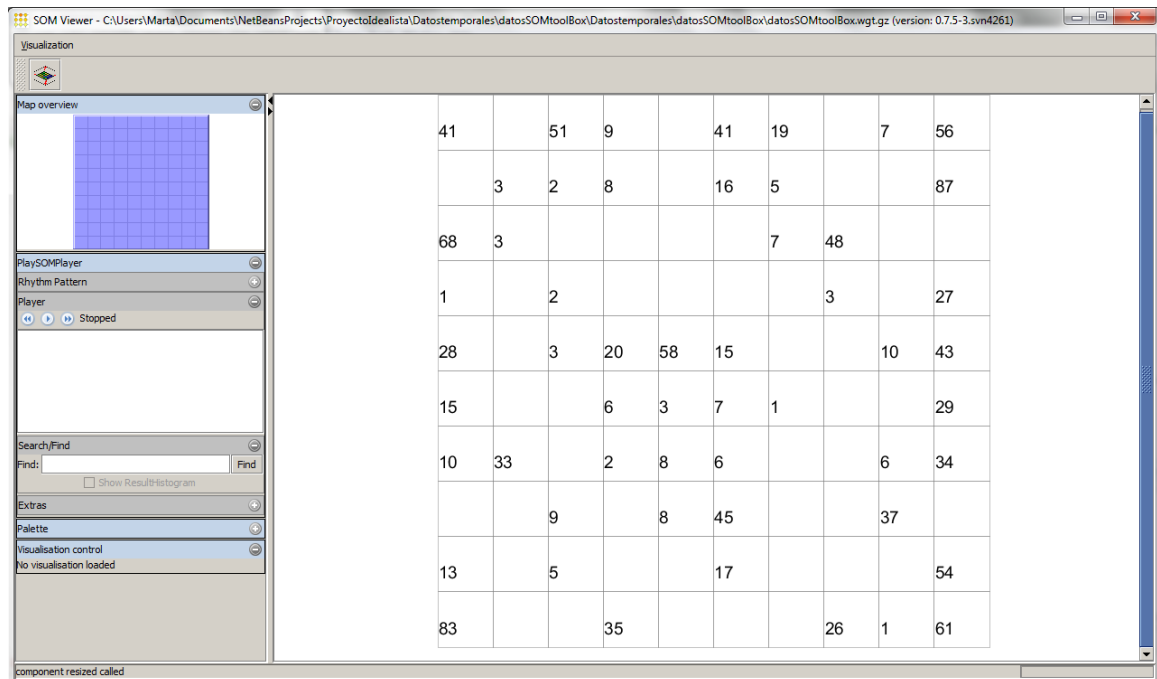 SOM Viewer - C:\Users\Marta\Documents\NetBeansProjects\ProyectoIdealista\Datostemporales\datosSOMtoolBox\Datostemporales\datosSOMtoolBox\datosSOMtoolBox.wgt.gz (version: 0.7.5-3.svn4261)
Visualization
Map overview
PlaySOMPlayer
Rhythm Pattern
Player
Stopped
Search/Find
Find: Find
Show ResultHistogram
Extras
Palette
Visualisation control
No visualisation loaded
41 51 9 41 19 7 56
3 2 8 16 5 87
68 3 7 48
1 2 3 27
28 3 20 58 15 10 43
15 6 3 7 1 29
10 33 2 8 6 6 34
9 8 45 37
13 5 17 54
83 35 26 1 61
component resized called